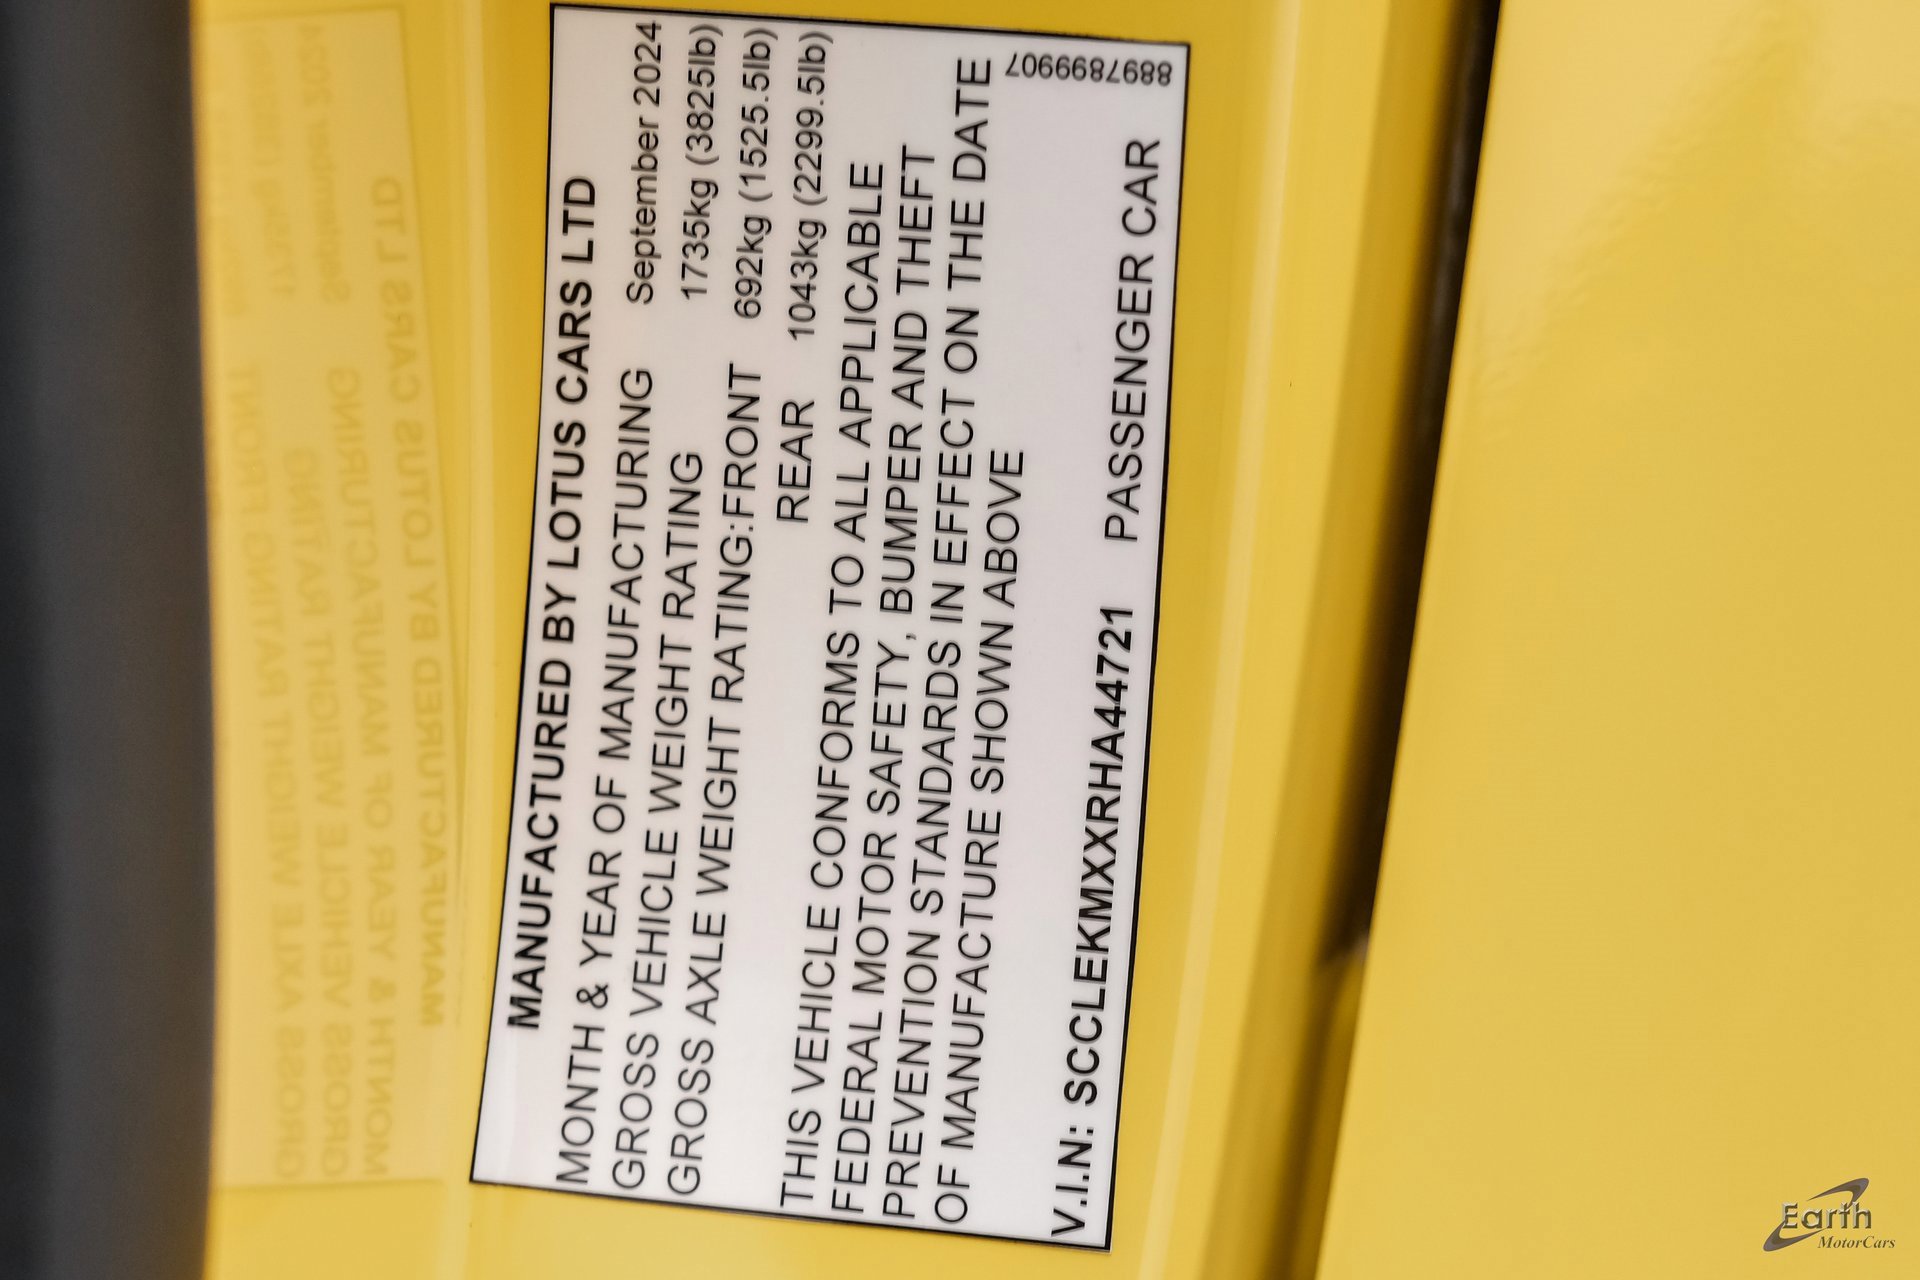 MANUFACTURED BY LOTUS CARS LTD
MONTH & YEAR OF MANUFACTURING September 2024
GROSS VEHICLE WEIGHT RATING 1735kg (3825lb)
GROSS AXLE WEIGHT RATING:FRONT 692kg (1525.5lb)
REAR 1043kg (2299.5lb)
THIS VEHICLE CONFORMS TO ALL APPLICABLE
FEDERAL MOTOR SAFETY, BUMPER AND THEFT
PREVENTION STANDARDS IN EFFECT ON THE DATE
OF MANUFACTURE SHOWN ABOVE
8897899907
V.I.N: SCCLEKMXXRHA44721 PASSENGER CAR
Earth
MotorCars